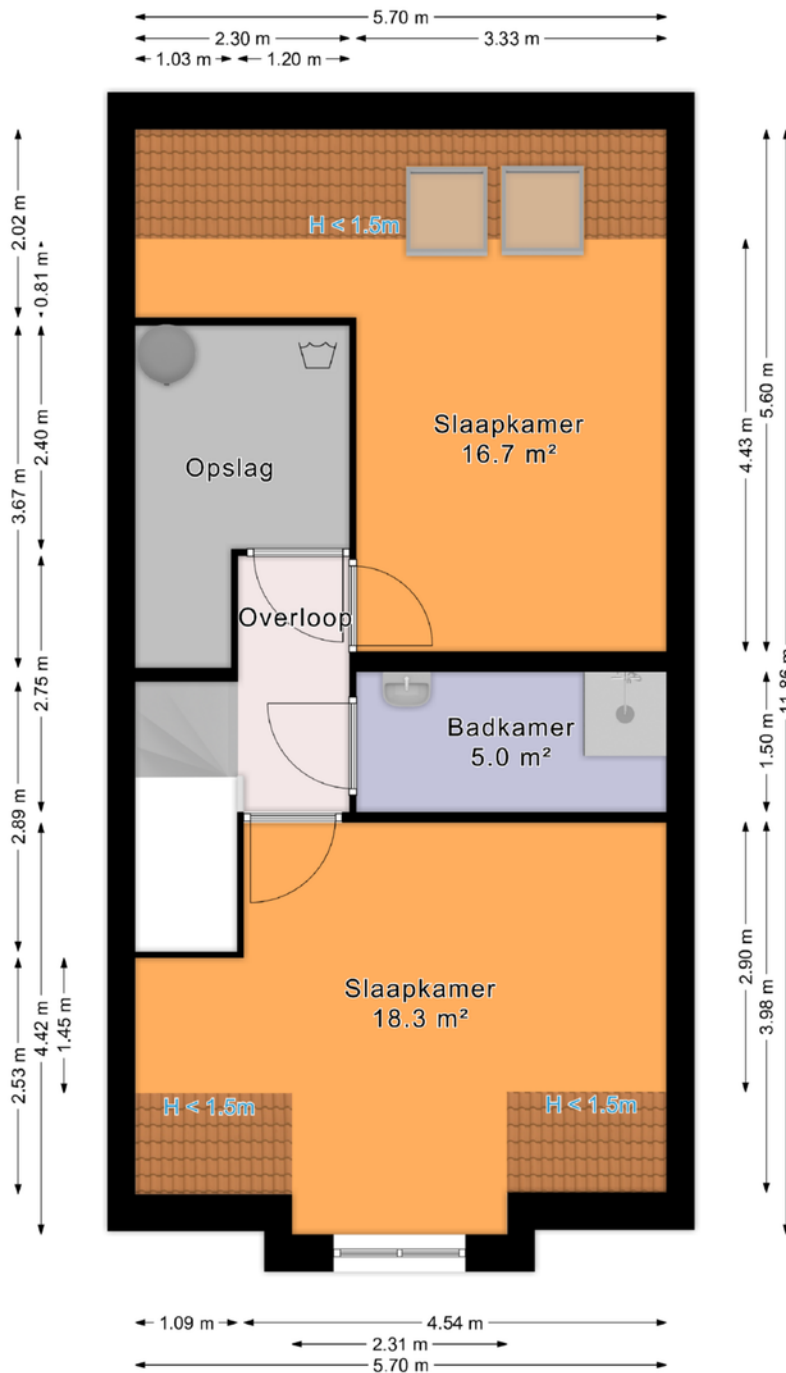 5.70 m
2.30 m
3.33 m
1.03 m
1.20 m
2.02 m
0.81 m
H < 1.5m
5.60 m
11.86 m
Slaapkamer
16.7 m²
4.43 m
2.40 m
3.67 m
Opslag
Overloop
2.75 m
Badkamer
5.0 m²
1.50 m
2.89 m
Slaapkamer
18.3 m²
2.90 m
3.98 m
1.45 m
4.42 m
2.53 m
H < 1.5m
H < 1.5m
1.09 m
4.54 m
2.31 m
5.70 m